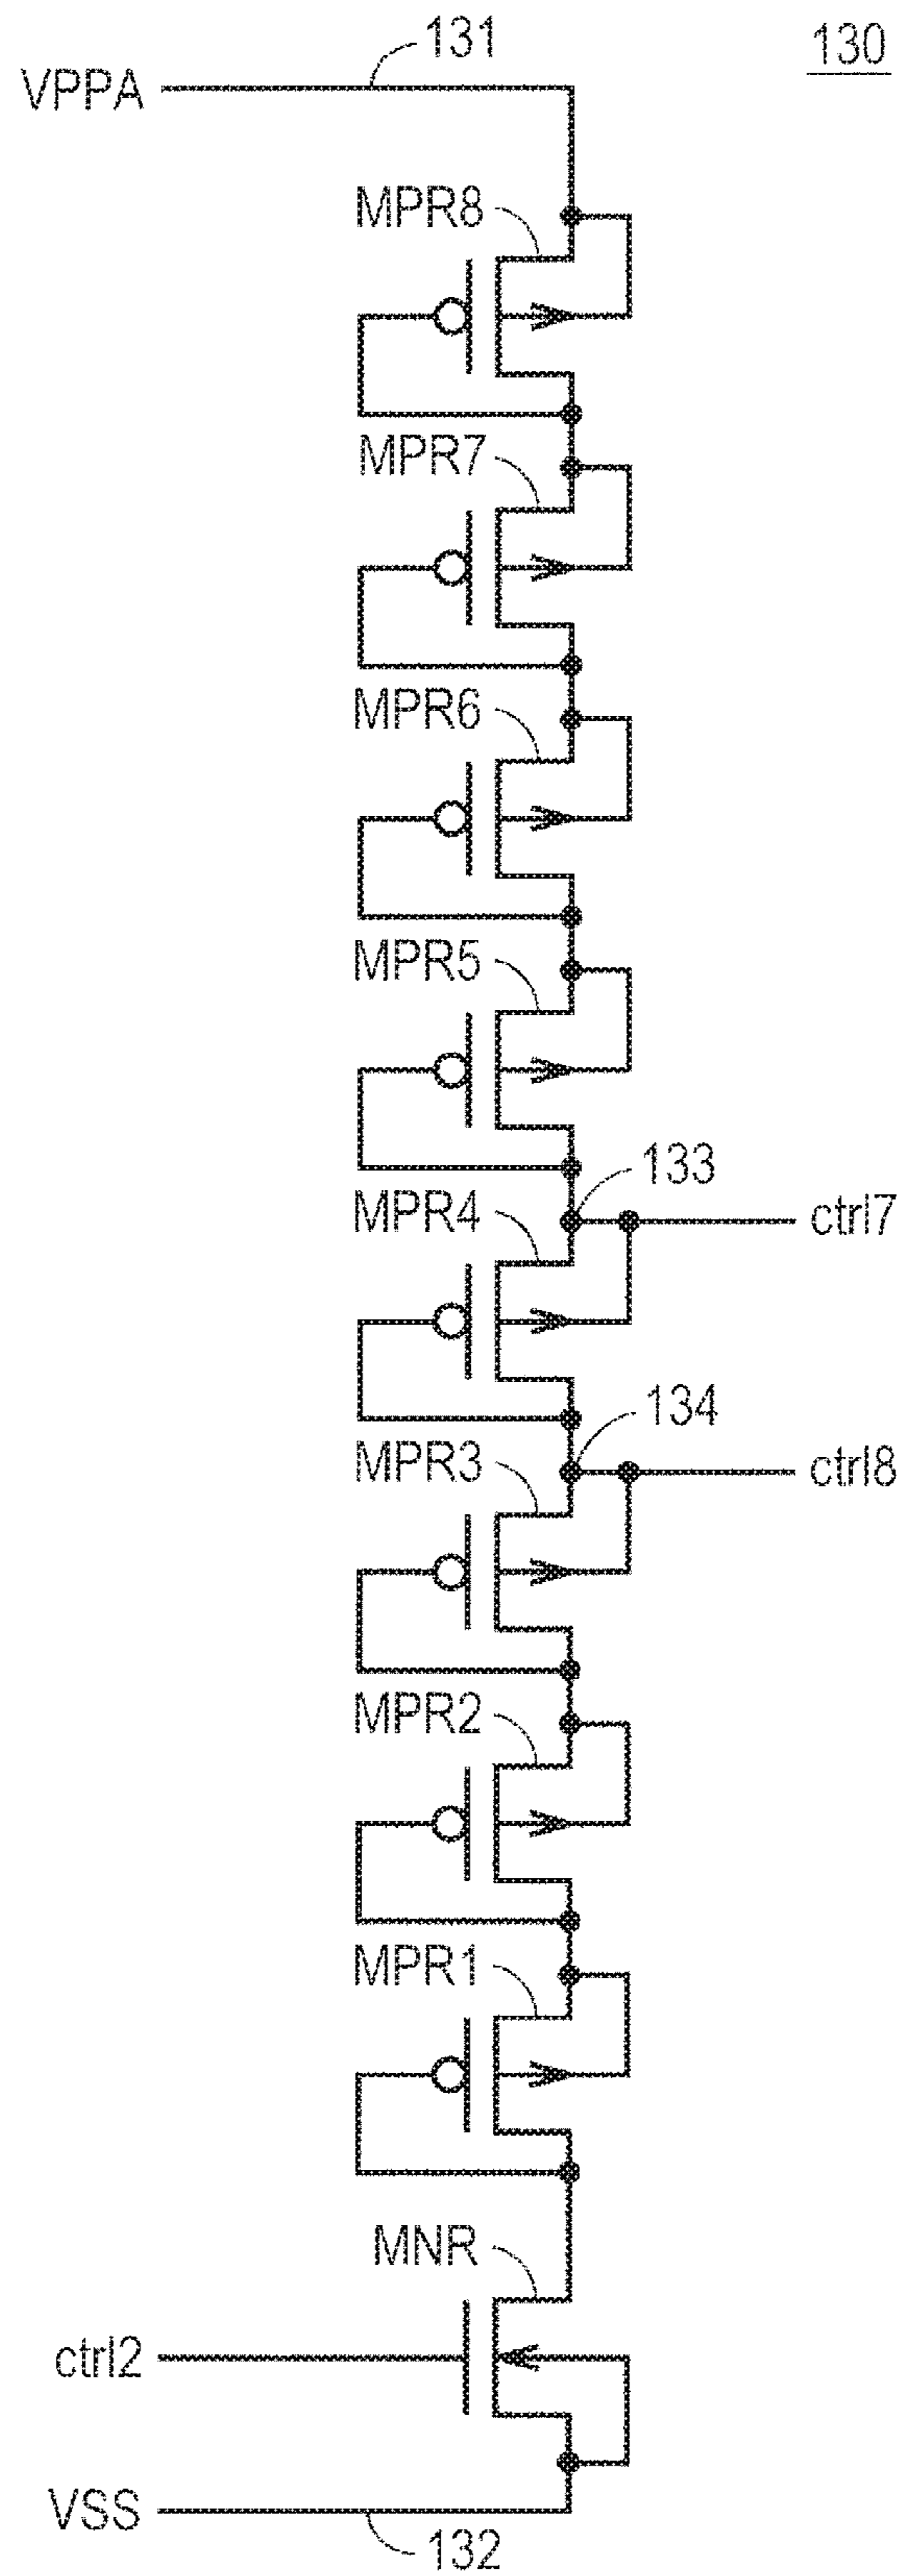 131
130
VPPA
MPR8
MPR7
MPR6
MPR5
133
MPR4
ctrl7
134
MPR3
ctrl8
MPR2
MPR1
MNR
ctrl2
VSS
132